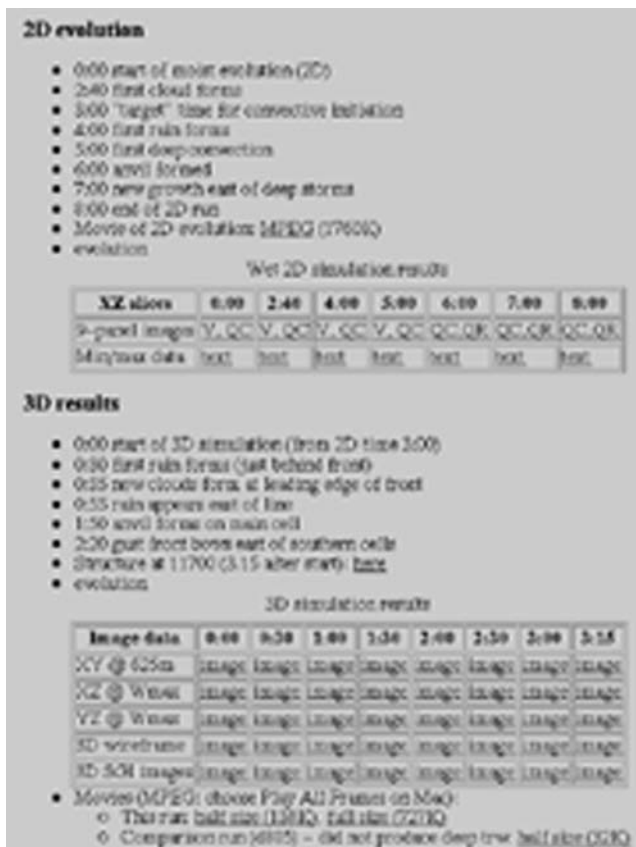 2D evolution
0:00 start of moist evolution (2D)
2:40 first cloud forms
3:00 "target" time for convective initiation
4:00 first rain forms
5:00 first deep convection
6:00 anvil formed
7:00 new growth east of deep storms
8:00 end of 2D run
Movie of 2D evolution: MPEG (1760K)
evolution
Wet 2D simulation results
XZ slices 0:00 2:40 4:00 5:00 6:00 7:00 8:00
9-panel images V, QC V, QC V, QC V, QC QC,QR QC,QR QC,QR
Min/max data text text text text text text text
3D results
0:00 start of 3D simulation (from 2D time 3:00)
0:30 first rain forms (just behind front)
0:35 new clouds form at leading edge of front
0:55 rain appears east of line
1:50 anvil forms on main cell
2:20 gust front bows east of southern cells
Structure at 11700 (3:15 after start): here
evolution
3D simulation results
Image data 0:00 0:30 1:00 1:30 2:00 2:30 3:00 3:15
XY @ 625m image image image image image image image image
XZ @ Wmax image image image image image image image image
YZ @ Wmax image image image image image image image image
3D wireframe image image image image image image image image
3D SGI images image image image image image image image image
Movies (MPEG: choose Play All Frames on Mac):
This run: half size full size
Comparison run did not produce deep half size